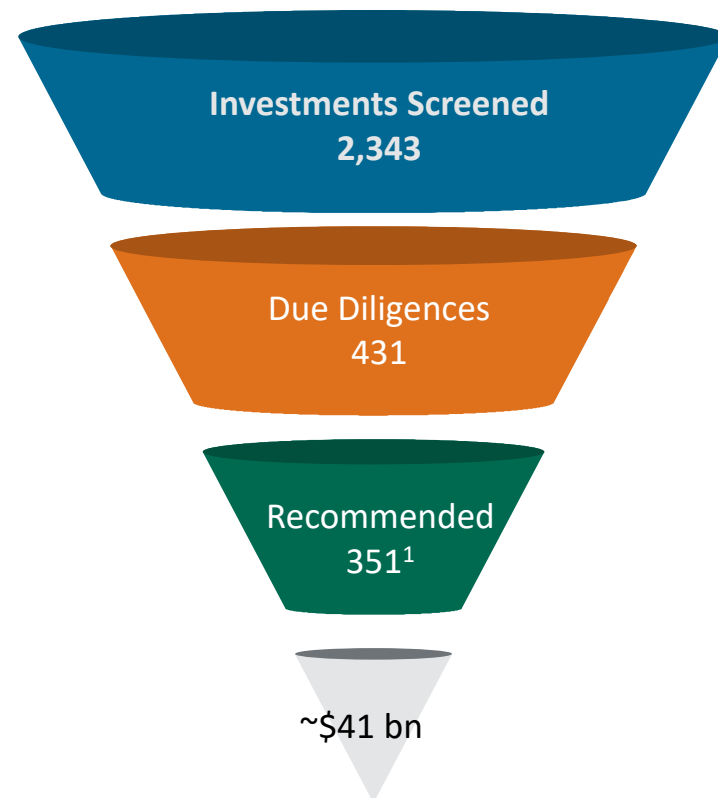 Investments Screened
2,343
Due Diligences
431
Recommended
351¹
~$41 bn